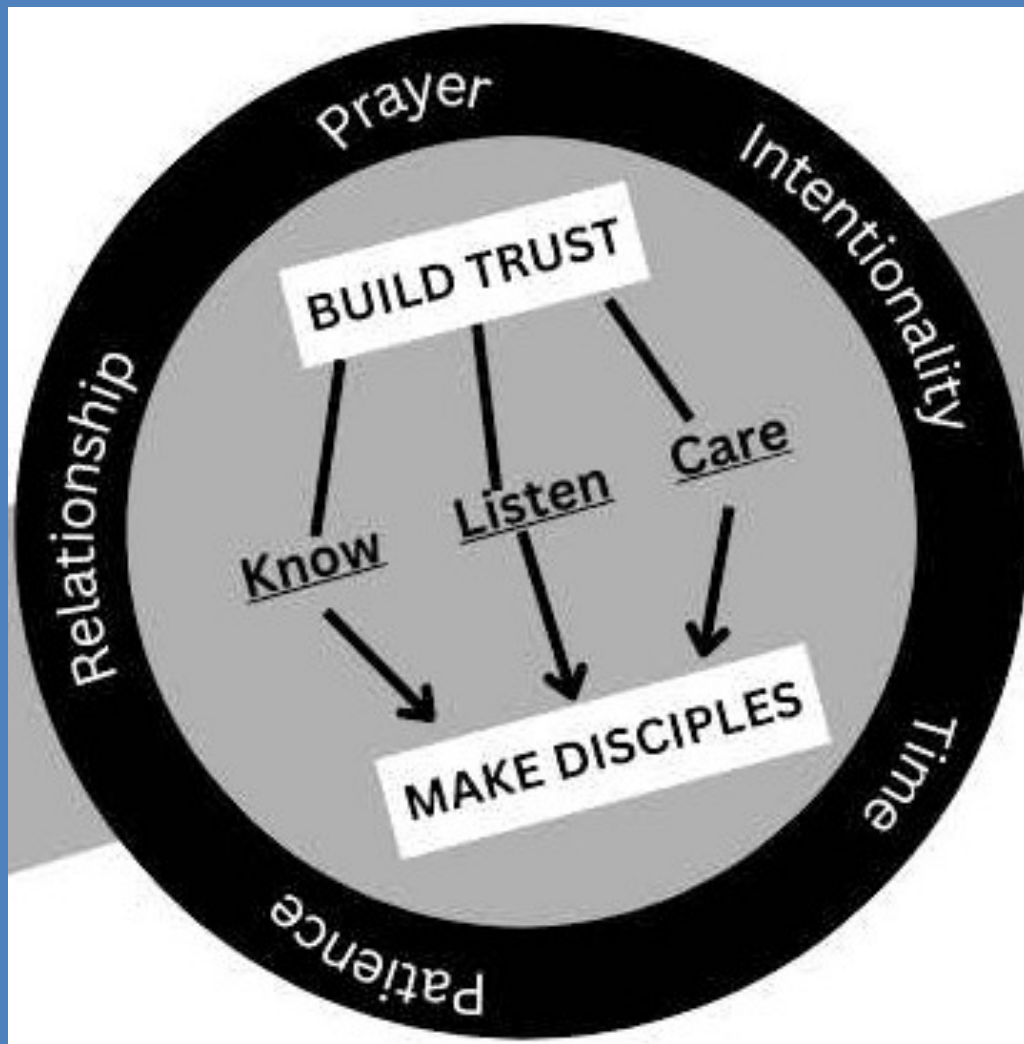 Prayer
Intentionality
BUILD TRUST
Relationship
Care
Listen
Know
MAKE DISCIPLES
Time
Patience